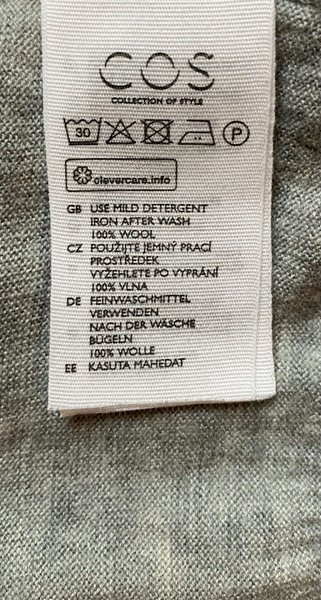 COS
COLLECTION OF STYLE
30 P
clevercare.info
GB USE MILD DETERGENT
IRON AFTER WASH
100% WOOL
CZ POUŽIJTE JEMNÝ PRACÍ
PROSTŘEDEK
VYŽEHLETE PO VYPRÁNÍ
100% VLNA
DE FEINWASCHMITTEL
VERWENDEN
NACH DER WÄSCHE
BÜGELN
100% WOLLE
EE KASUTA MAHEDAT